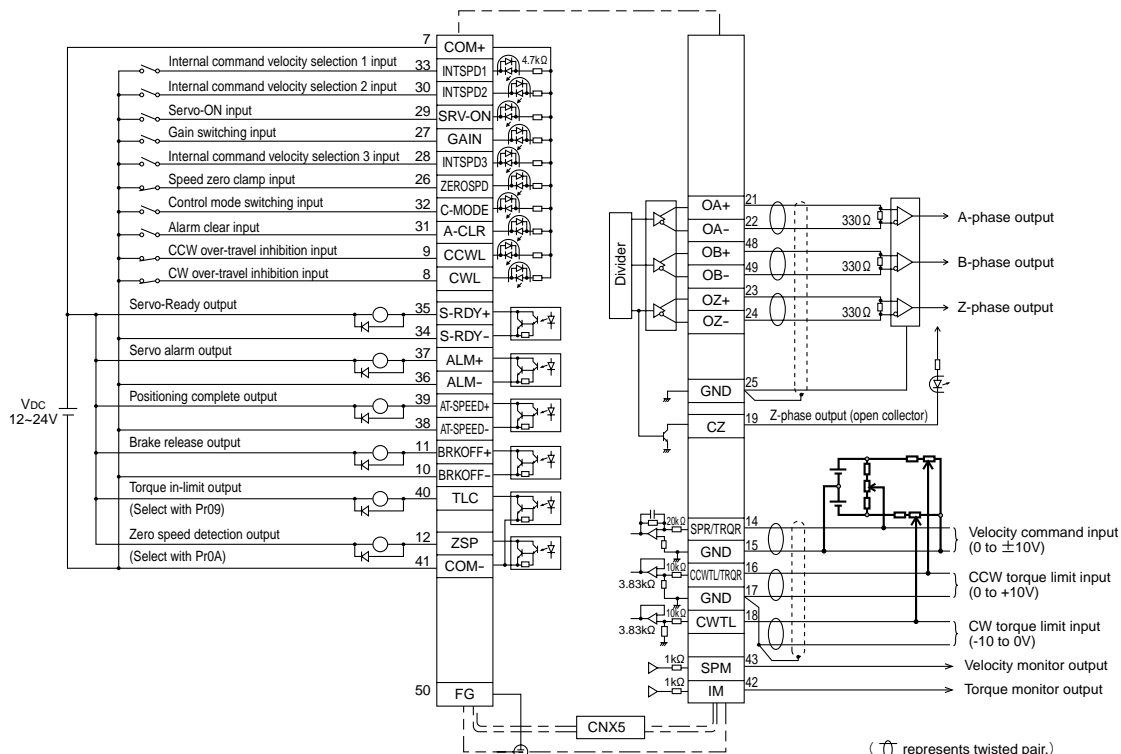 7 COM+
Internal command velocity selection 1 input 33 INTSPD1 4.7kΩ
Internal command velocity selection 2 input 30 INTSPD2
Servo-ON input 29 SRV-ON
Gain switching input 27 GAIN
Internal command velocity selection 3 input 28 INTSPD3
Speed zero clamp input 26 ZEROSPD
Control mode switching input 32 C-MODE
Alarm clear input 31 A-CLR
CCW over-travel inhibition input 9 CCWL
CW over-travel inhibition input 8 CWL
Servo-Ready output 35 S-RDY+
34 S-RDY−
Servo alarm output 37 ALM+
36 ALM−
VDC
12~24V
Positioning complete output 39 AT-SPEED+
38 AT-SPEED-
Brake release output 11 BRKOFF+
10 BRKOFF−
Torque in-limit output 40 TLC
(Select with Pr09)
Zero speed detection output 12 ZSP
(Select with Pr0A) 41 COM−
50 FG
CNX5
Divider
OA+ 21
OA− 22 330Ω A-phase output
OB+ 48
OB− 49 330Ω B-phase output
OZ+ 23
OZ− 24 330Ω Z-phase output
GND 25
CZ 19 Z-phase output (open collector)
20kΩ SPR/TRQR 14
GND 15
Velocity command input
(0 to ±10V)
10kΩ CCWTL/TRQR 16
3.83kΩ
GND 17
CCW torque limit input
(0 to +10V)
10kΩ CWTL 18
3.83kΩ
CW torque limit input
(-10 to 0V)
1kΩ SPM 43 Velocity monitor output
1kΩ IM 42 Torque monitor output
( represents twisted pair.)